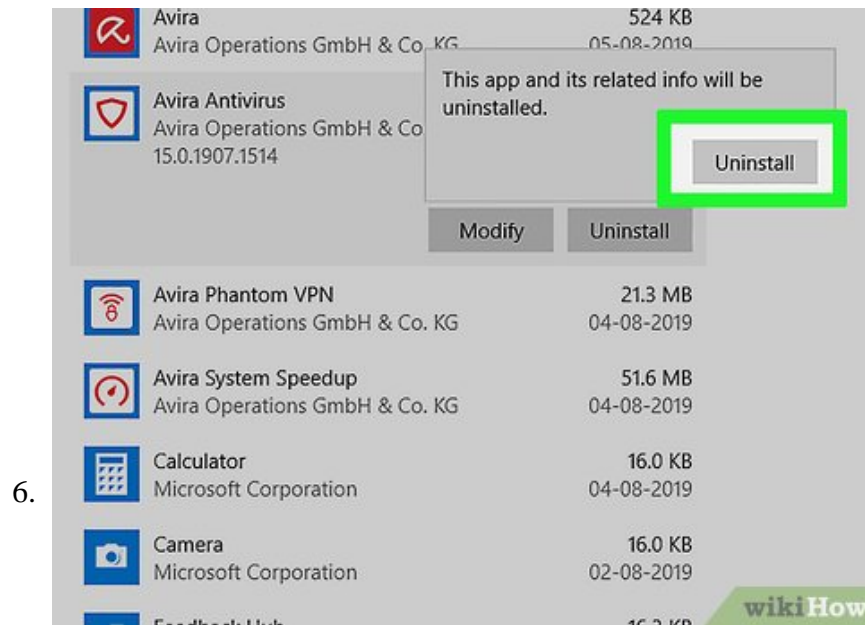 Avira
524 KB
Avira Operations GmbH & Co. KG
05-08-2019
This app and its related info will be
uninstalled.
Uninstall
Avira Antivirus
Avira Operations GmbH & Co
15.0.1907.1514
Modify
Uninstall
Avira Phantom VPN
21.3 MB
Avira Operations GmbH & Co. KG
04-08-2019
Avira System Speedup
51.6 MB
Avira Operations GmbH & Co. KG
04-08-2019
Calculator
16.0 KB
Microsoft Corporation
04-08-2019
6.
Camera
16.0 KB
Microsoft Corporation
02-08-2019
Feedback Hub
wikiHow